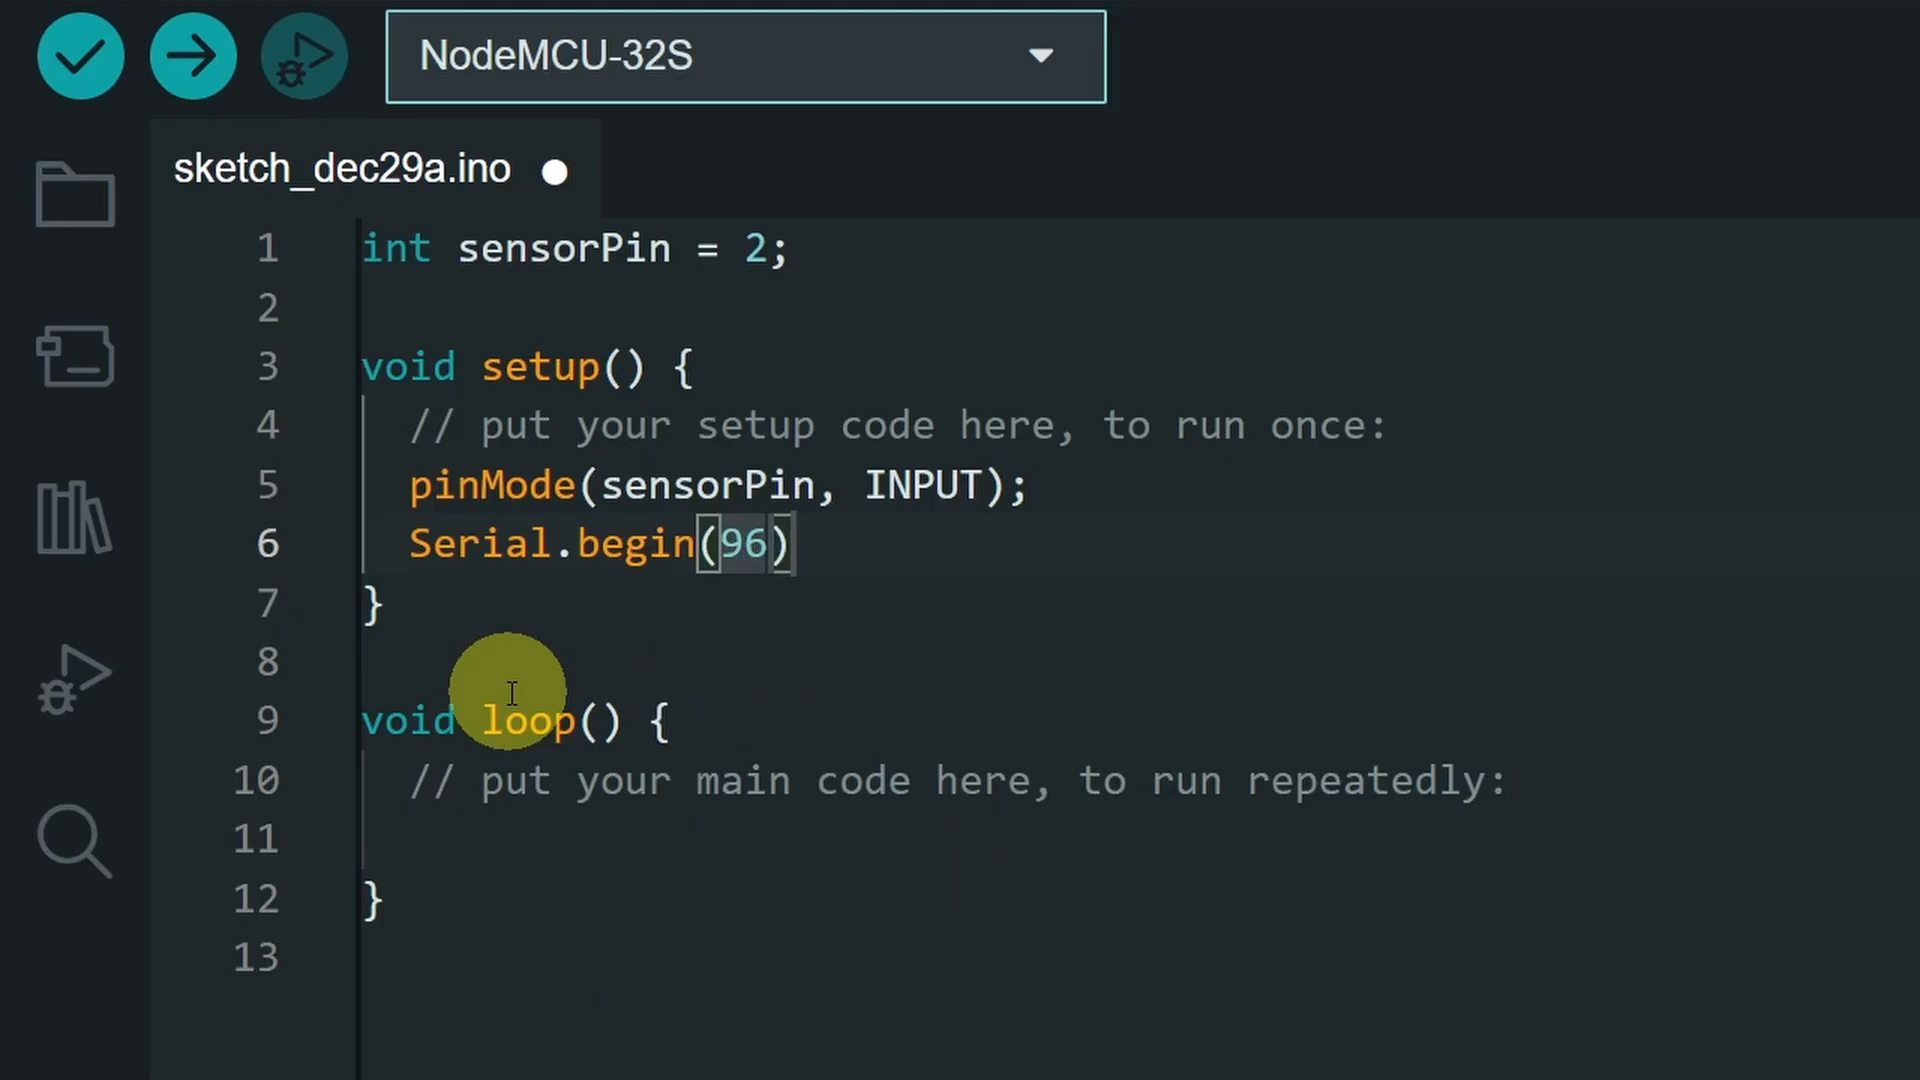 NodeMCU-32S
sketch_dec29a.ino
1 int sensorPin = 2;
2
3 void setup() {
4 // put your setup code here, to run once:
5 pinMode(sensorPin, INPUT);
6 Serial.begin(96)
7 }
8
9 void loop() {
10 // put your main code here, to run repeatedly:
11
12 }
13